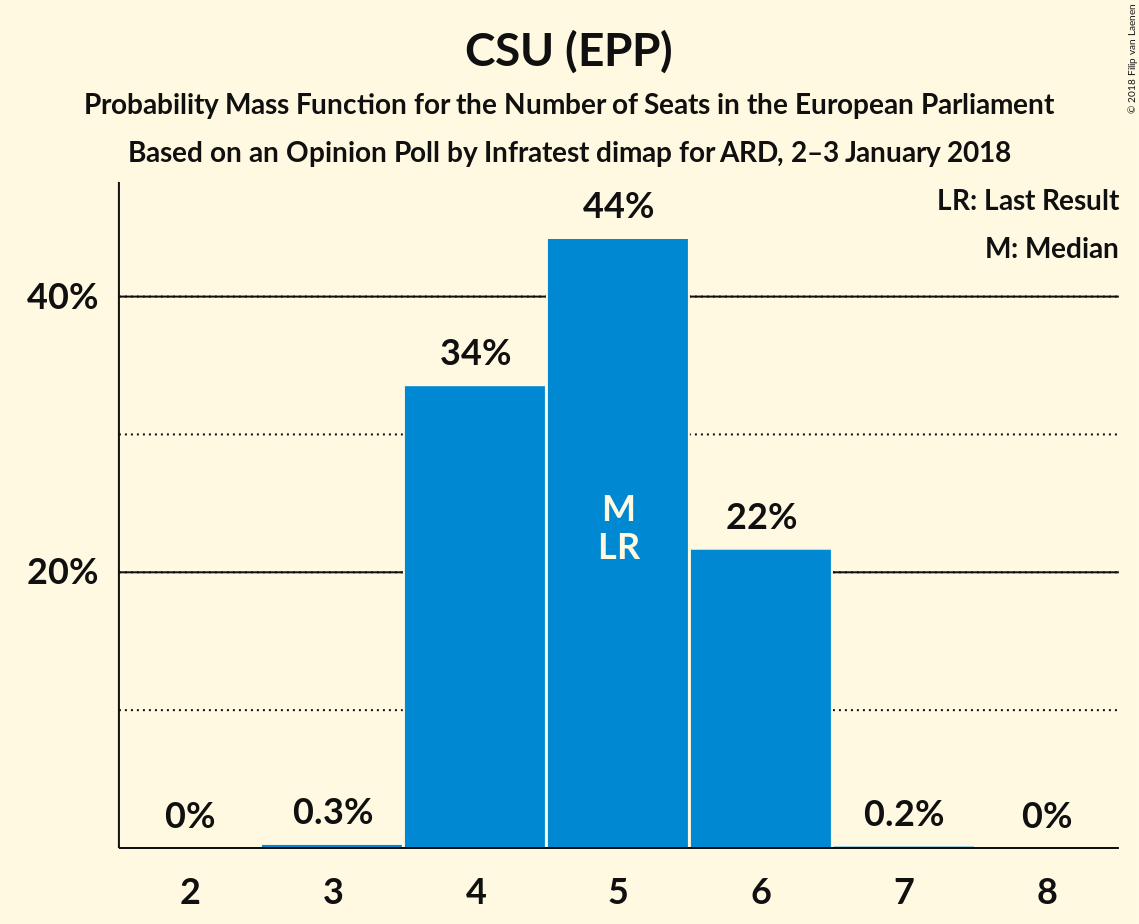 CSU (EPP)
Probability Mass Function for the Number of Seats in the European Parliament
Based on an Opinion Poll by Infratest dimap for ARD, 2–3 January 2018
© 2018 Filip van Laenen
LR: Last Result
M: Median
44%
40%
34%
M
LR
22%
20%
0%
0.3%
0.2%
0%
2
3
4
5
6
7
8